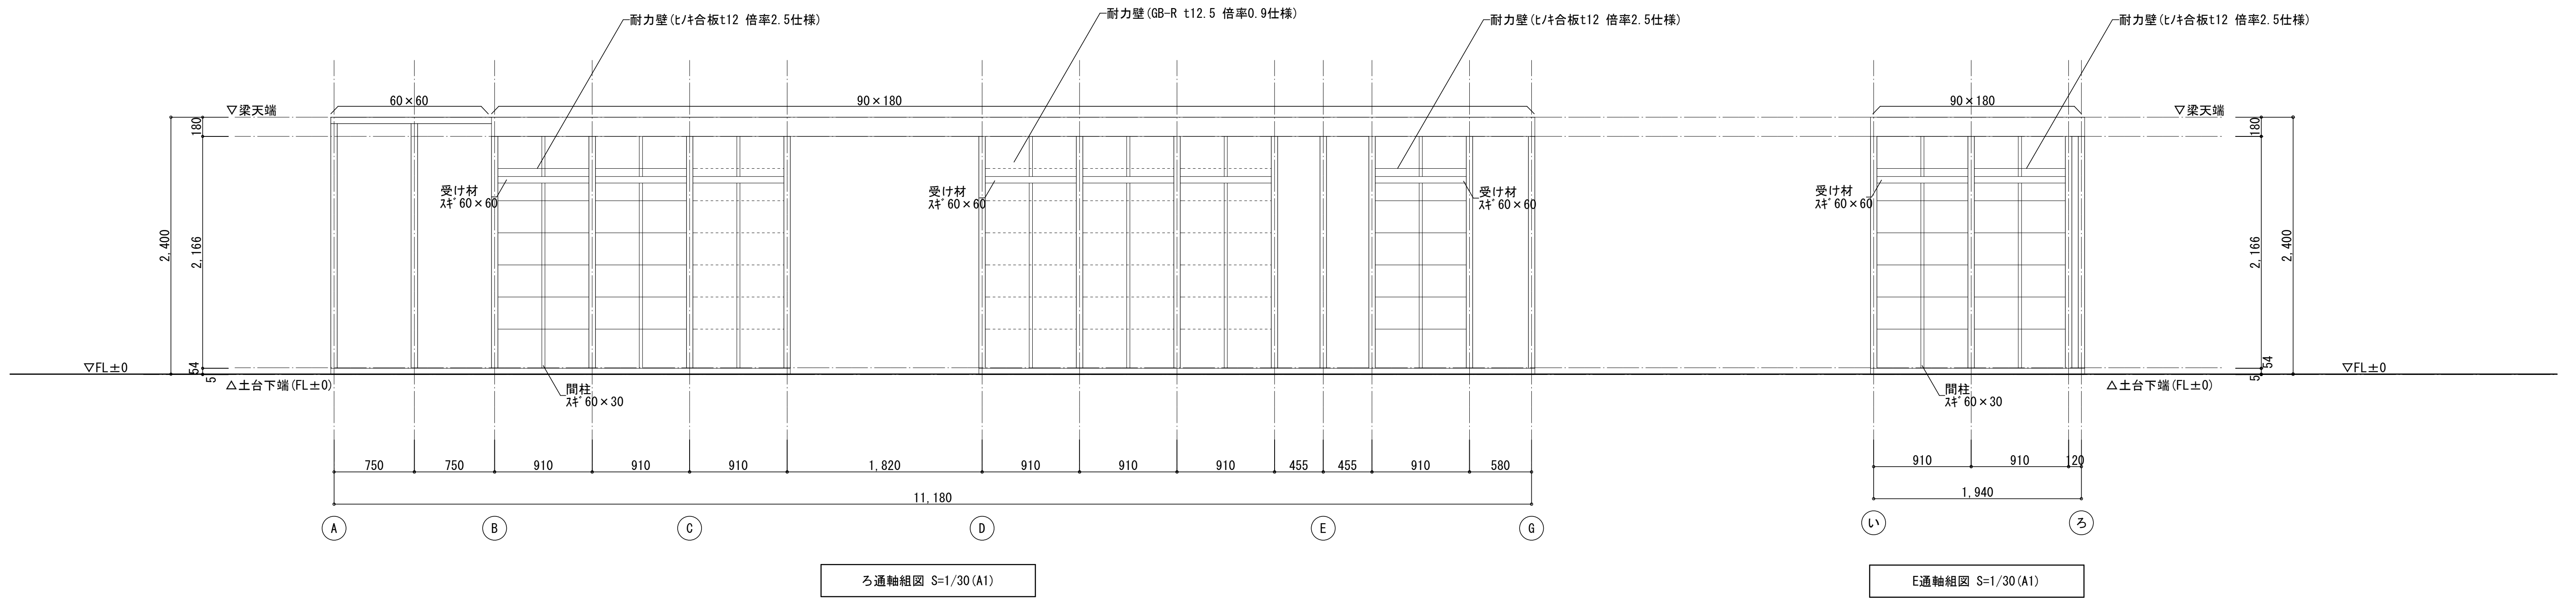 耐力壁(ﾋﾉｷ合板t12 倍率2.5仕様)
耐力壁(GB-R t12.5 倍率0.9仕様)
耐力壁(ﾋﾉｷ合板t12 倍率2.5仕様)
耐力壁(ﾋﾉｷ合板t12 倍率2.5仕様)
60×60
90×180
90×180
▽梁天端
▽梁天端
180
180
受け材
ｽｷﾞ60×60
受け材
ｽｷﾞ60×60
受け材
ｽｷﾞ60×60
受け材
ｽｷﾞ60×60
2,400
2,166
2,166
2,400
▽FL±0
54
5
△土台下端(FL±0)
間柱
ｽｷﾞ60×30
間柱
ｽｷﾞ60×30
△土台下端(FL±0)
54
5
▽FL±0
750
750
910
910
910
1,820
910
910
910
455
455
910
580
910
910
120
11,180
1,940
A
B
C
D
E
G
い
ろ
ろ通軸組図 S=1/30(A1)
E通軸組図 S=1/30(A1)